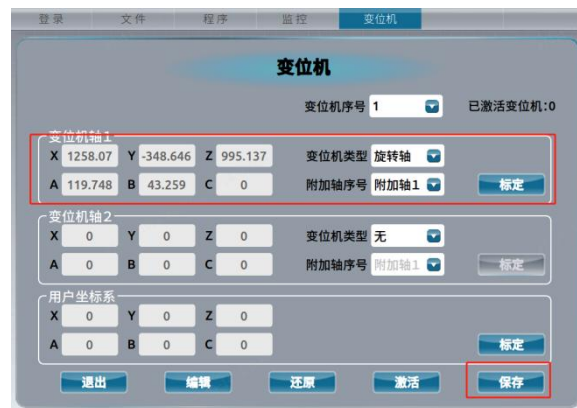 登录 文件 程序 监控 变位机
变位机
变位机序号 1 已激活变位机:0
变位机轴1
X 1258.07 Y -348.646 Z 995.137 变位机类型 旋转轴
A 119.748 B 43.259 C 0 附加轴序号 附加轴1 标定
变位机轴2
X 0 Y 0 Z 0 变位机类型 无
A 0 B 0 C 0 附加轴序号 附加轴1 标定
用户坐标系
X 0 Y 0 Z 0
A 0 B 0 C 0 标定
退出 编辑 还原 激活 保存